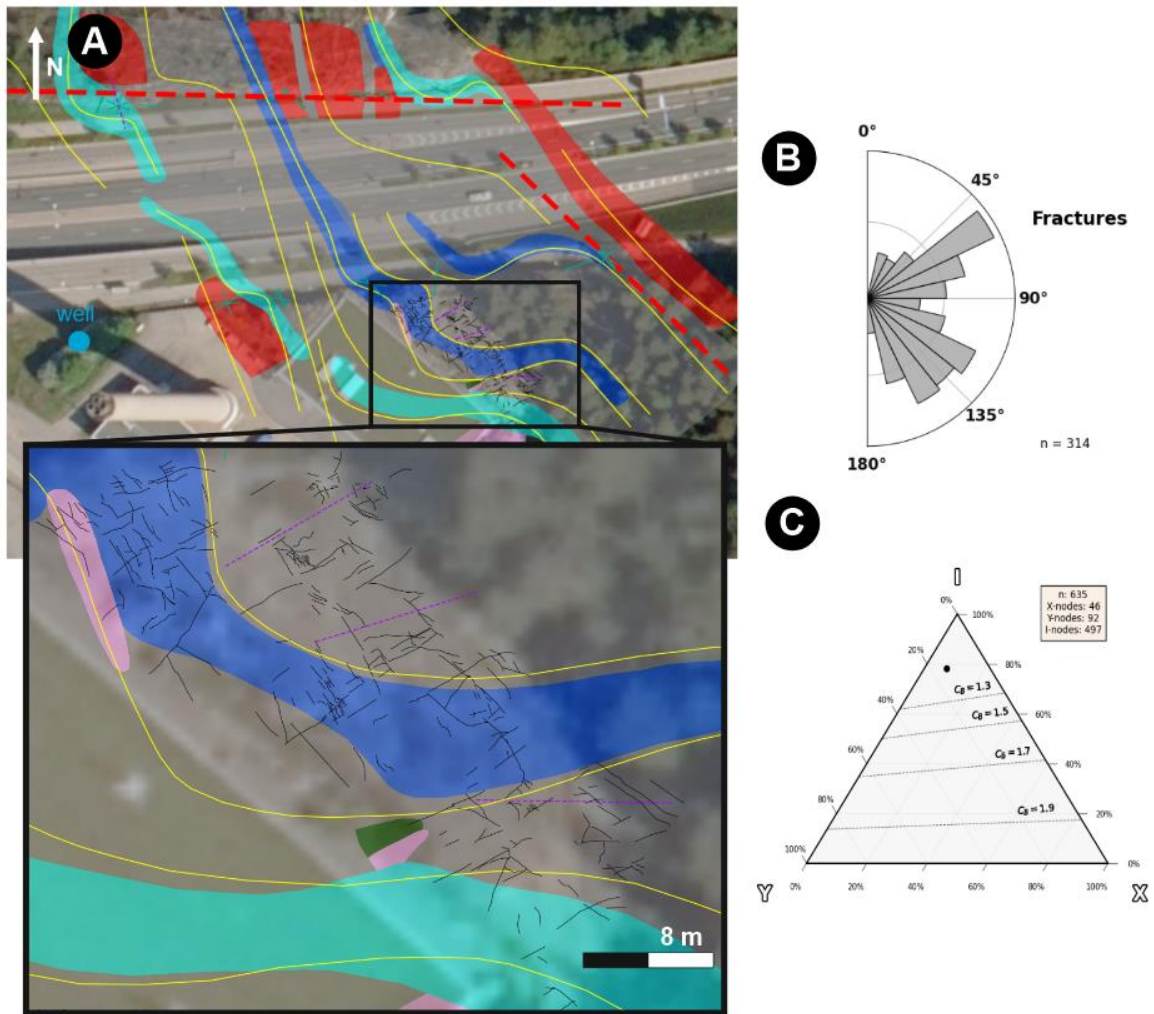 A
N
well
8 m
B
0°
45°
Fractures
90°
135°
n = 314
180°
C
I
n: 635
X-nodes: 46
Y-nodes: 92
I-nodes: 497
0%
100%
20%
80%
C_B = 1.3
40%
C_B = 1.5
60%
60%
C_B = 1.7
40%
80%
C_B = 1.9
20%
100%
0%
Y
0%
20%
40%
60%
80%
100%
X